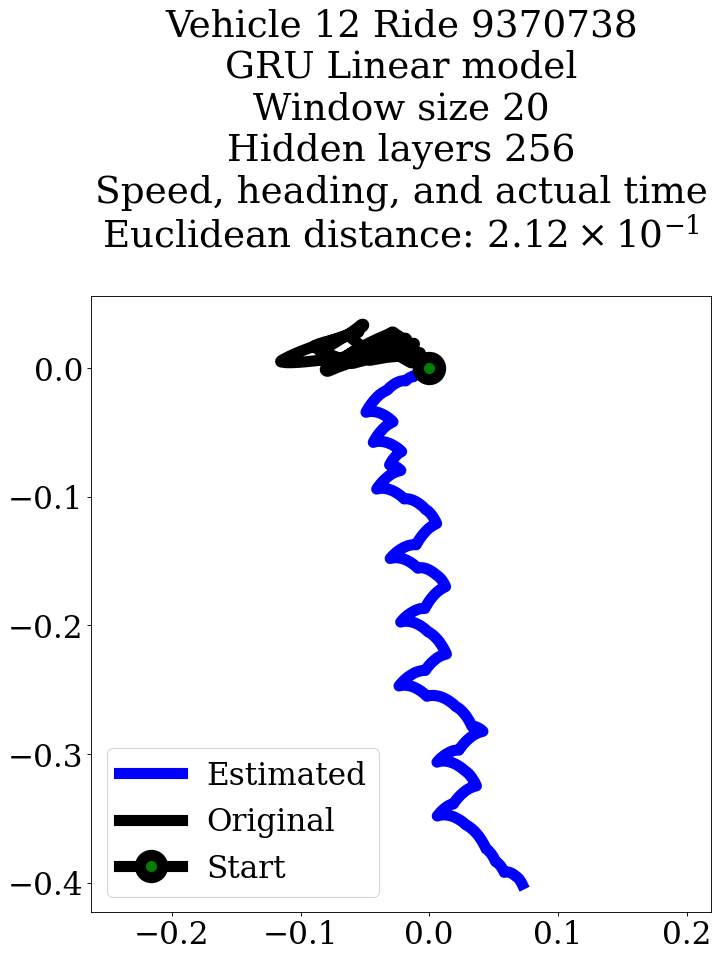 Vehicle 12 Ride 9370738
GRU Linear model
Window size 20
Hidden layers 256
Speed, heading, and actual time
Euclidean distance: 2.12 × 10⁻¹
0.0
−0.1
−0.2
−0.3
−0.4
Estimated
Original
Start
−0.2 −0.1 0.0 0.1 0.2